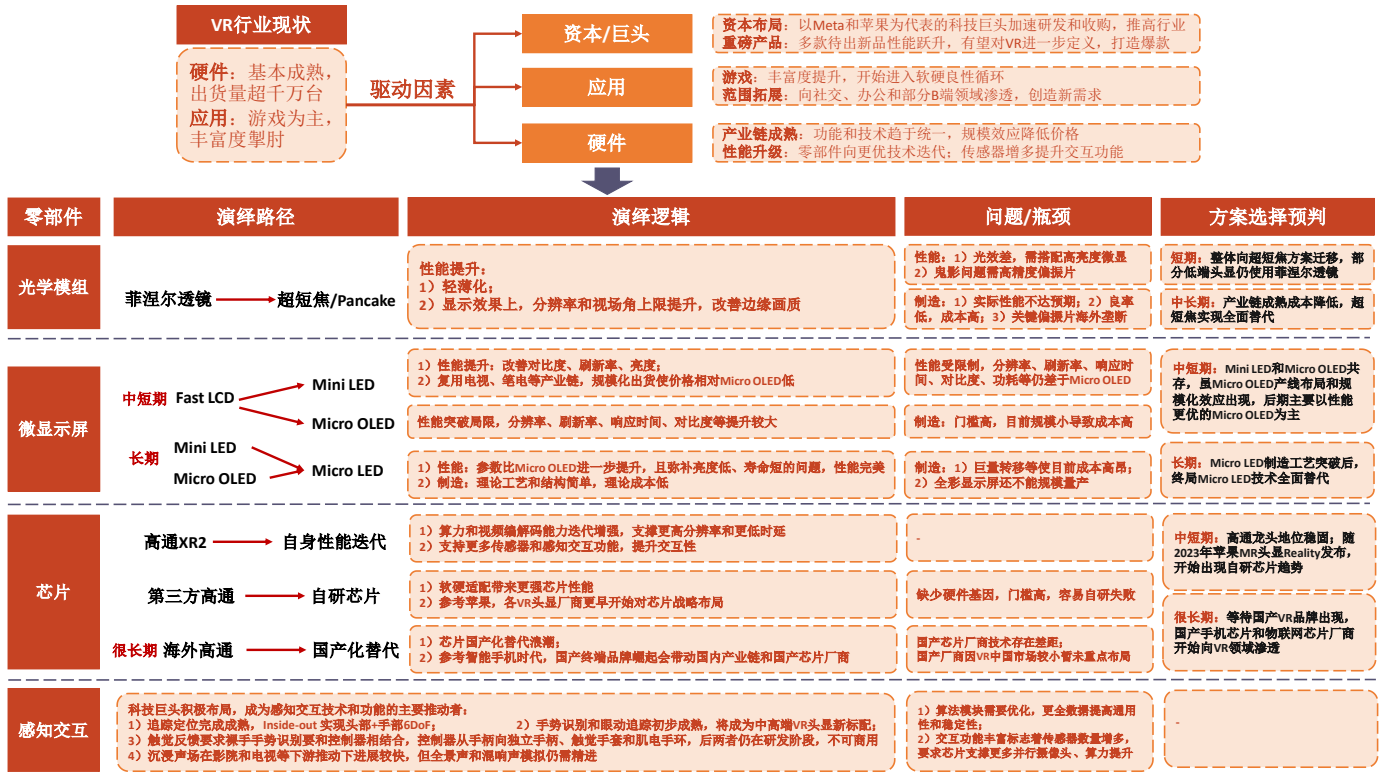 VR行业现状
硬件：基本成熟，
出货量超千万台
应用：游戏为主，
丰富度掣肘
驱动因素
资本/巨头
资本布局：以Meta和苹果为代表的科技巨头加速研发和收购，推高行业
重磅产品：多款待出新品性能跃升，有望对VR进一步定义，打造爆款
应用
游戏：丰富度提升，开始进入软硬良性循环
范围拓展：向社交、办公和部分B端领域渗透，创造新需求
硬件
产业链成熟：功能和技术趋于统一，规模效应降低价格
性能升级：零部件向更优技术迭代；传感器增多提升交互功能
零部件
演绎路径
演绎逻辑
问题/瓶颈
方案选择预判
光学模组
菲涅尔透镜
超短焦/Pancake
性能提升：
1）轻薄化；
2）显示效果上，分辨率和视场角上限提升，改善边缘画质
性能：1）光效差，需搭配高亮度微显
2）鬼影问题需高精度偏振片
制造：1）实际性能不达预期；2）良率
低，成本高；3）关键偏振片海外垄断
短期：整体向超短焦方案迁移，部
分低端头显仍使用菲涅尔透镜
中长期：产业链成熟成本降低，超
短焦实现全面替代
微显示屏
中短期
Fast LCD
Mini LED
Micro OLED
长期
Mini LED
Micro OLED
Micro LED
1）性能提升：改善对比度、刷新率、亮度；
2）复用电视、笔电等产业链，规模化出货使价格相对Micro OLED低
性能突破局限，分辨率、刷新率、响应时间、对比度等提升较大
1）性能：参数比Micro OLED进一步提升，且弥补亮度低、寿命短的问题，性能完美
2）制造：理论工艺和结构简单，理论成本低
性能受限制，分辨率、刷新率、响应时
间、对比度、功耗等仍差于Micro OLED
制造：门槛高，目前规模小导致成本高
制造：1）巨量转移等使目前成本高昂；
2）全彩显示屏还不能规模量产
中短期：Mini LED和Micro OLED共
存，虽Micro OLED产线布局和规
模化效应出现，后期主要以性能
更优的Micro OLED为主
长期：Micro LED制造工艺突破后，
终局Micro LED技术全面替代
芯片
高通XR2
自身性能迭代
第三方高通
自研芯片
很长期
海外高通
国产化替代
1）算力和视频编解码能力迭代增强，支撑更高分辨率和更低时延
2）支持更多传感器和感知交互功能，提升交互性
1）软硬适配带来更强芯片性能
2）参考苹果，各VR头显厂商更早开始对芯片战略布局
1）芯片国产化替代浪潮；
2）参考智能手机时代，国产终端品牌崛起会带动国内产业链和国产芯片厂商
-
缺少硬件基因，门槛高，容易自研失败
国产芯片厂商技术存在差距；
国产厂商因VR中国市场较小暂未重点布局
中短期：高通龙头地位稳固；随
2023年苹果MR头显Reality发布，
开始出现自研芯片趋势
很长期：等待国产VR品牌出现，
国产手机芯片和物联网芯片厂商
开始向VR领域渗透
感知交互
科技巨头积极布局，成为感知交互技术和功能的主要推动者：
1）追踪定位完成成熟，Inside-out 实现头部+手部6DoF； 2）手势识别和眼动追踪初步成熟，将成为中高端VR头显新标配；
3）触觉反馈要求裸手手势识别要和控制器相结合，控制器从手柄向独立手柄、触觉手套和肌电手环，后两者仍在研发阶段，不可商用
4）沉浸声场在影院和电视等下游推动下进展较快，但全景声和混响声模拟仍需精进
1）算法模块需要优化，更全数据提高通用
性和稳定性；
2）交互功能丰富标志着传感器数量增多，
要求芯片支撑更多并行摄像头、算力提升
-